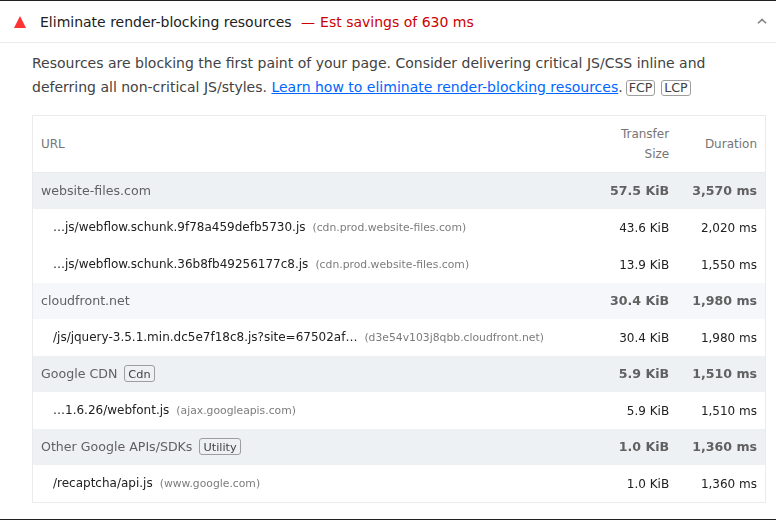 Eliminate render-blocking resources — Est savings of 630 ms
Resources are blocking the first paint of your page. Consider delivering critical JS/CSS inline and
deferring all non-critical JS/styles. Learn how to eliminate render-blocking resources. FCP LCP
URL Transfer Size Duration
website-files.com 57.5 KiB 3,570 ms
…js/webflow.schunk.9f78a459defb5730.js (cdn.prod.website-files.com) 43.6 KiB 2,020 ms
…js/webflow.schunk.36b8fb49256177c8.js (cdn.prod.website-files.com) 13.9 KiB 1,550 ms
cloudfront.net 30.4 KiB 1,980 ms
/js/jquery-3.5.1.min.dc5e7f18c8.js?site=67502af… (d3e54v103j8qbb.cloudfront.net) 30.4 KiB 1,980 ms
Google CDN Cdn 5.9 KiB 1,510 ms
…1.6.26/webfont.js (ajax.googleapis.com) 5.9 KiB 1,510 ms
Other Google APIs/SDKs Utility 1.0 KiB 1,360 ms
/recaptcha/api.js (www.google.com) 1.0 KiB 1,360 ms